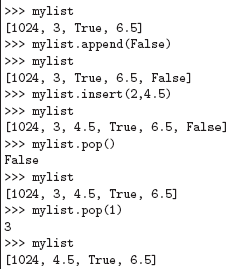 >>> mylist
[1024, 3, True, 6.5]
>>> mylist.append(False)
>>> mylist
[1024, 3, True, 6.5, False]
>>> mylist.insert(2,4.5)
>>> mylist
[1024, 3, 4.5, True, 6.5, False]
>>> mylist.pop()
False
>>> mylist
[1024, 3, 4.5, True, 6.5]
>>> mylist.pop(1)
3
>>> mylist
[1024, 4.5, True, 6.5]